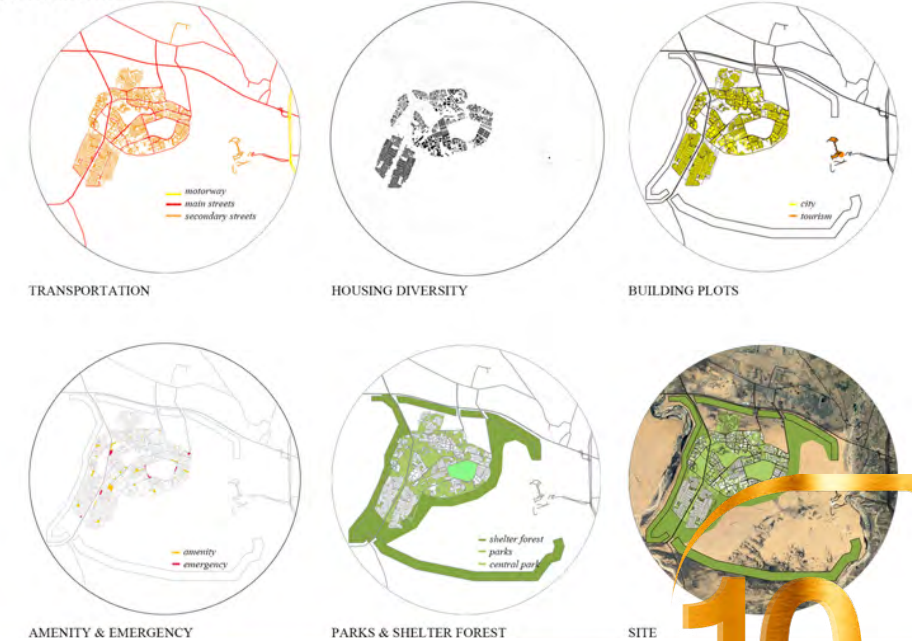 motorway
main streets
secondary streets
city
tourism
TRANSPORTATION
HOUSING DIVERSITY
BUILDING PLOTS
amenity
emergency
shelter forest
parks
central park
AMENITY & EMERGENCY
PARKS & SHELTER FOREST
SITE
10